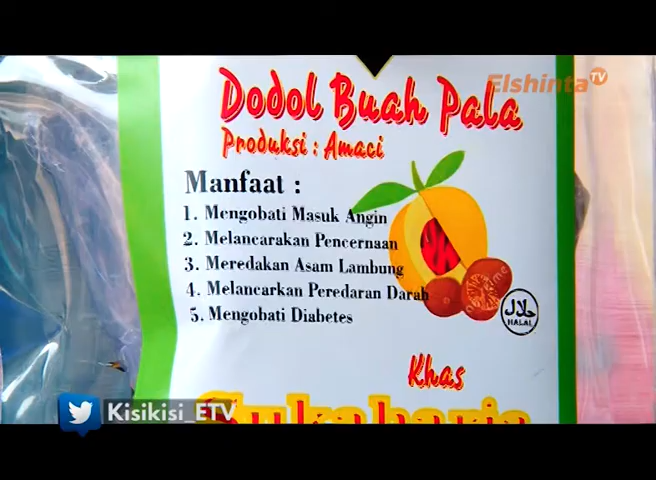 Elshinta TV
Dodol Buah Pala
Produksi : Amaci
Manfaat :
1. Mengobati Masuk Angin
2. Melancarakan Pencernaan
3. Meredakan Asam Lambung
4. Melancarkan Peredaran Darah
5. Mengobati Diabetes
حلال
HALAL
Khas
Kisikisi_ETV